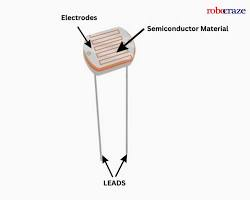 robocraze
Electrodes
Semiconductor Material
LEADS